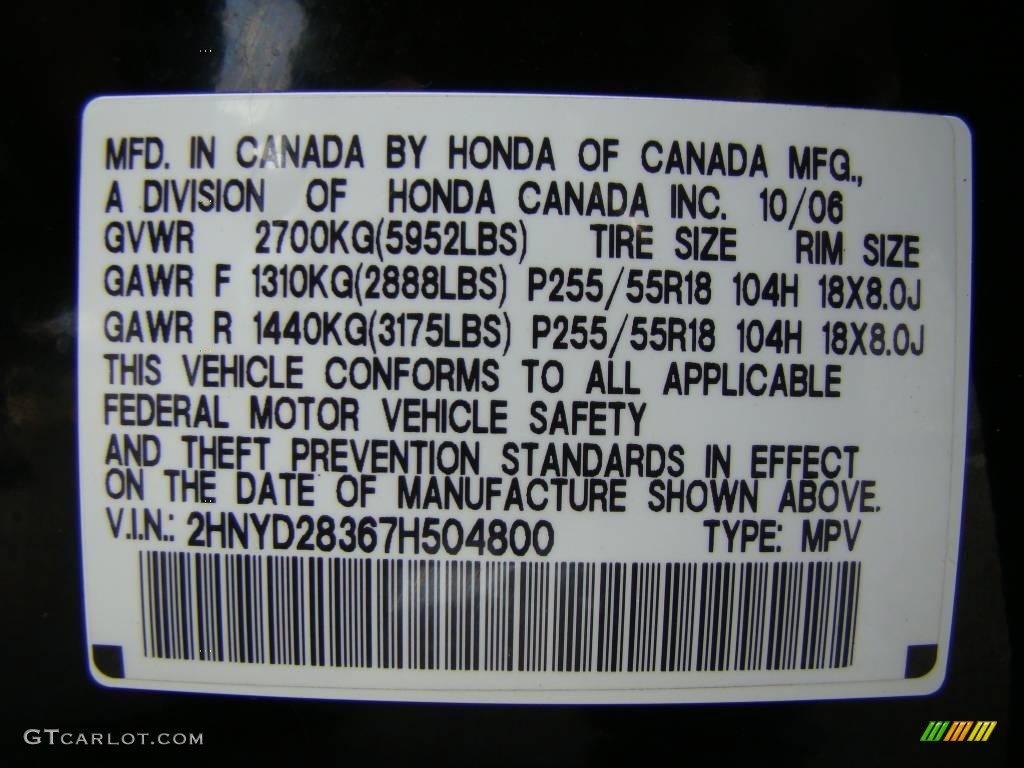 MFD. IN CANADA BY HONDA OF CANADA MFG.,
A DIVISION OF HONDA CANADA INC. 10/06
GVWR 2700KG(5952LBS) TIRE SIZE RIM SIZE
GAWR F 1310KG(2888LBS) P255/55R18 104H 18X8.0J
GAWR R 1440KG(3175LBS) P255/55R18 104H 18X8.0J
THIS VEHICLE CONFORMS TO ALL APPLICABLE
FEDERAL MOTOR VEHICLE SAFETY
AND THEFT PREVENTION STANDARDS IN EFFECT
ON THE DATE OF MANUFACTURE SHOWN ABOVE.
V.I.N.: 2HNYD28367H504800 TYPE: MPV
GTCARLOT.COM